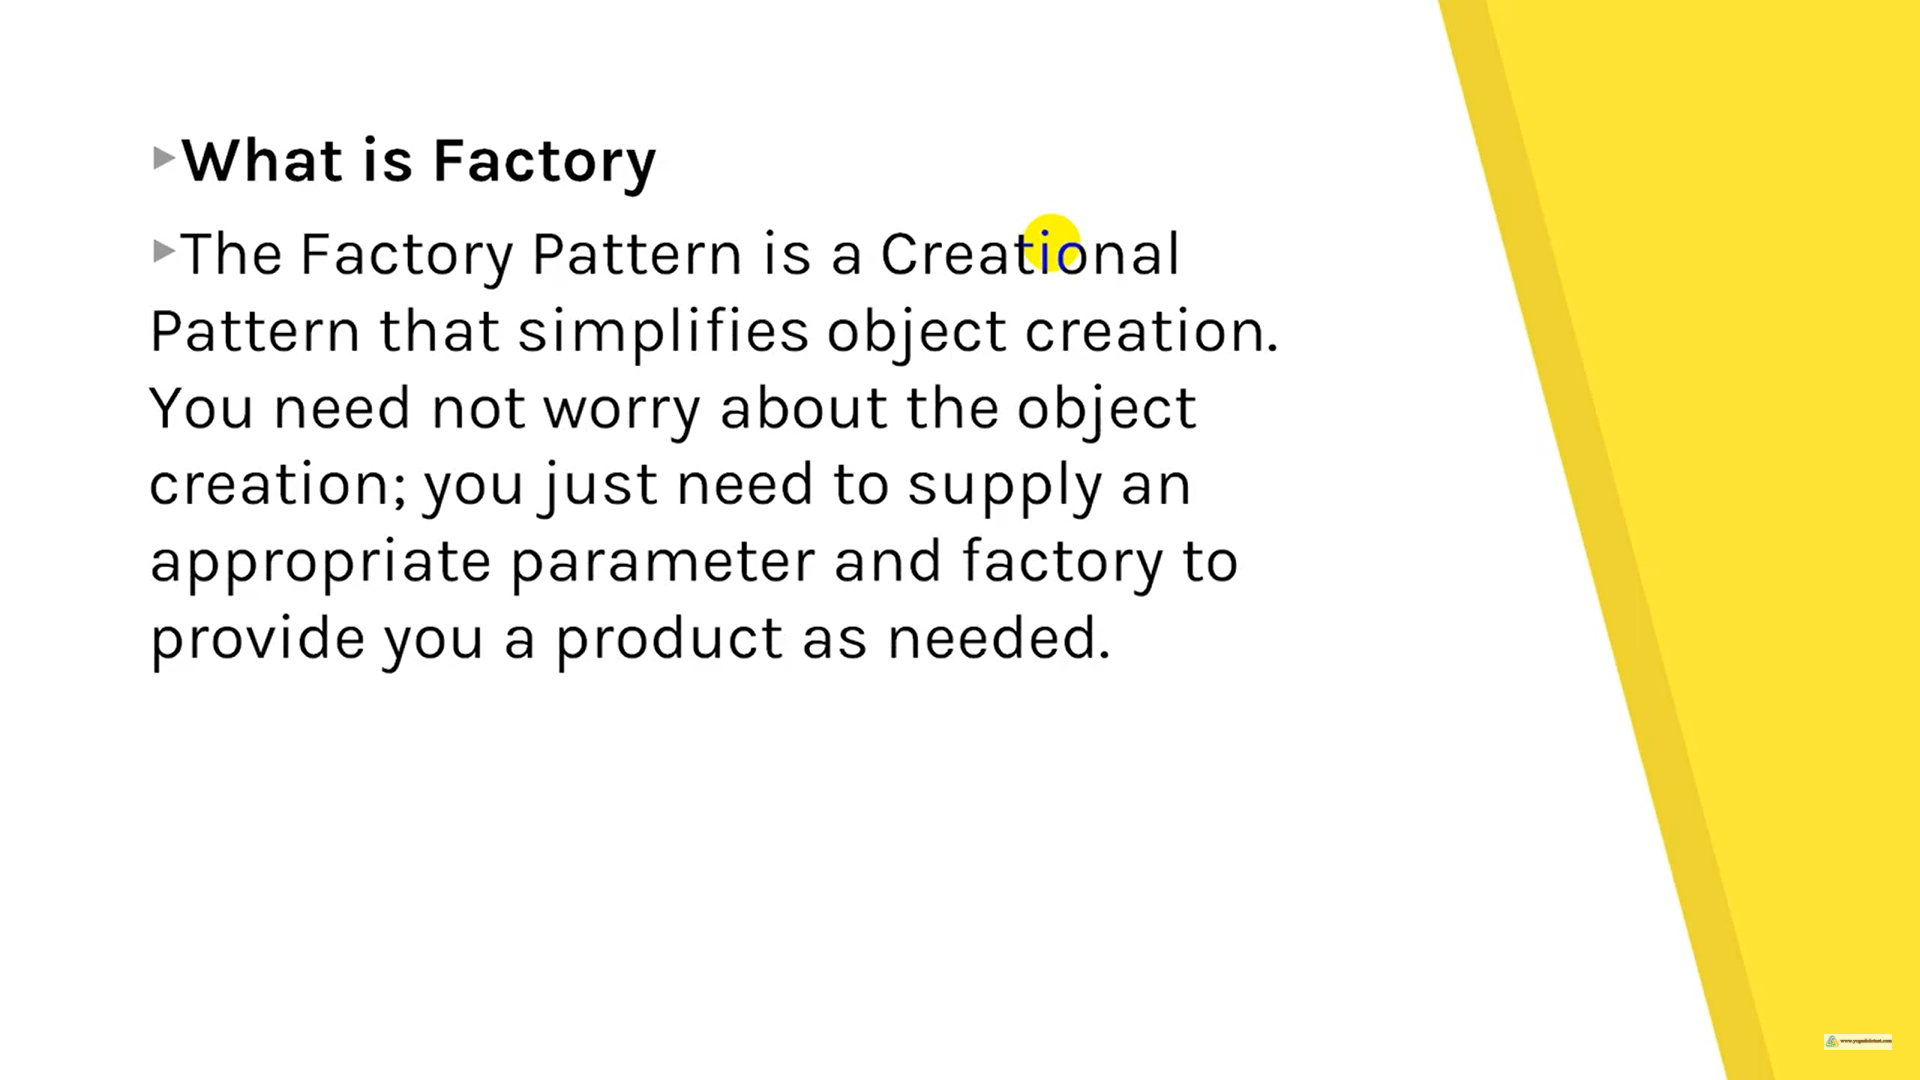 What is Factory
The Factory Pattern is a Creational
Pattern that simplifies object creation.
You need not worry about the object
creation; you just need to supply an
appropriate parameter and factory to
provide you a product as needed.